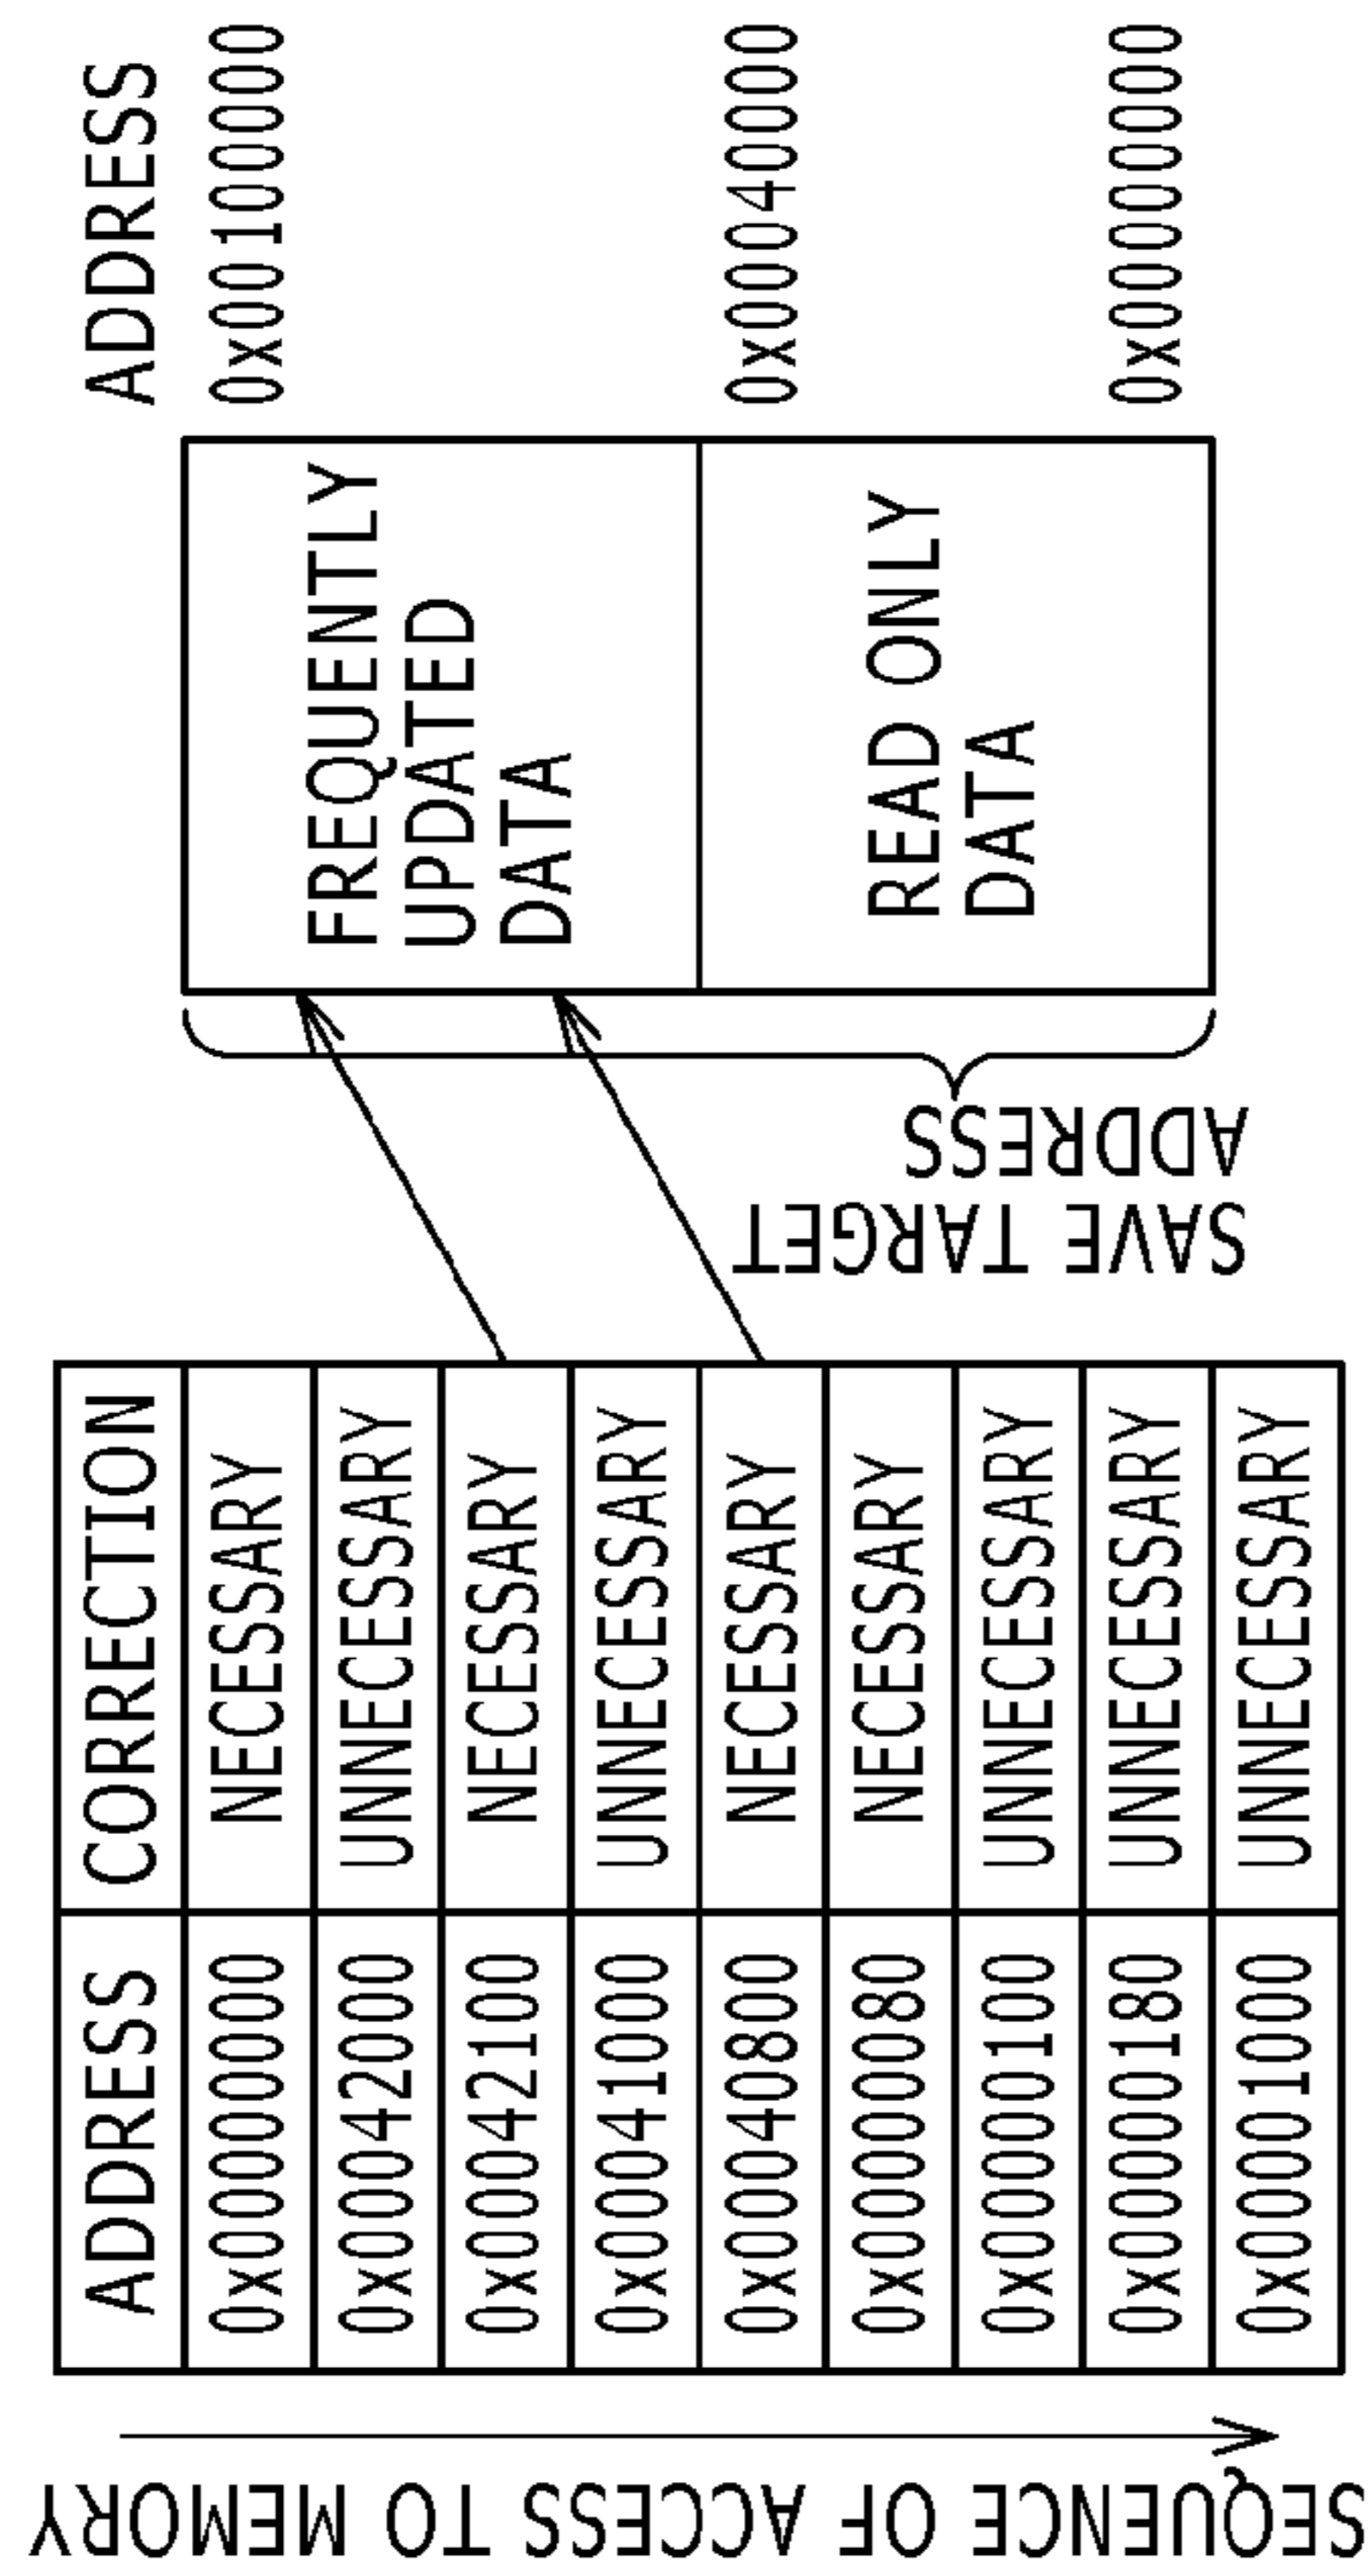 SEQUENCE OF ACCESS TO MEMORY
ADDRESS CORRECTION
0x00000000 NECESSARY
0x00042000 UNNECESSARY
0x00042100 NECESSARY
0x00041000 UNNECESSARY
0x00040800 NECESSARY
0x00000080 NECESSARY
0x00000100 UNNECESSARY
0x00000180 UNNECESSARY
0x00001000 UNNECESSARY
SAVE TARGET
ADDRESS
FREQUENTLY
UPDATED
DATA
READ ONLY
DATA
ADDRESS
0x00100000
0x00040000
0x00000000